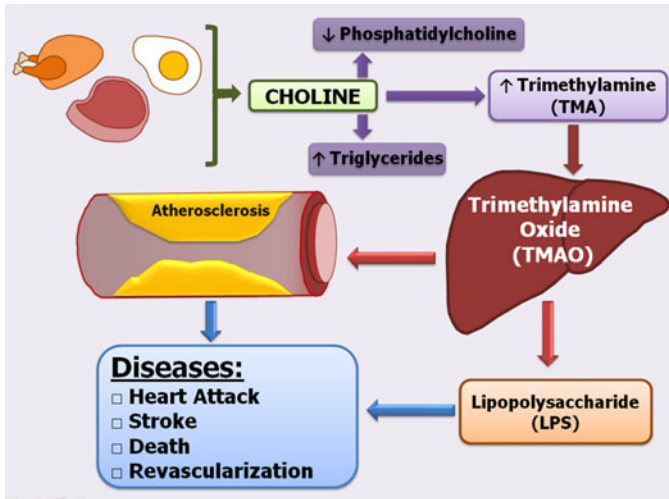 ↓ Phosphatidylcholine
CHOLINE
↑ Trimethylamine
(TMA)
↑ Triglycerides
Atherosclerosis
Trimethylamine
Oxide
(TMAO)
Diseases:
□ Heart Attack
□ Stroke
□ Death
□ Revascularization
Lipopolysaccharide
(LPS)